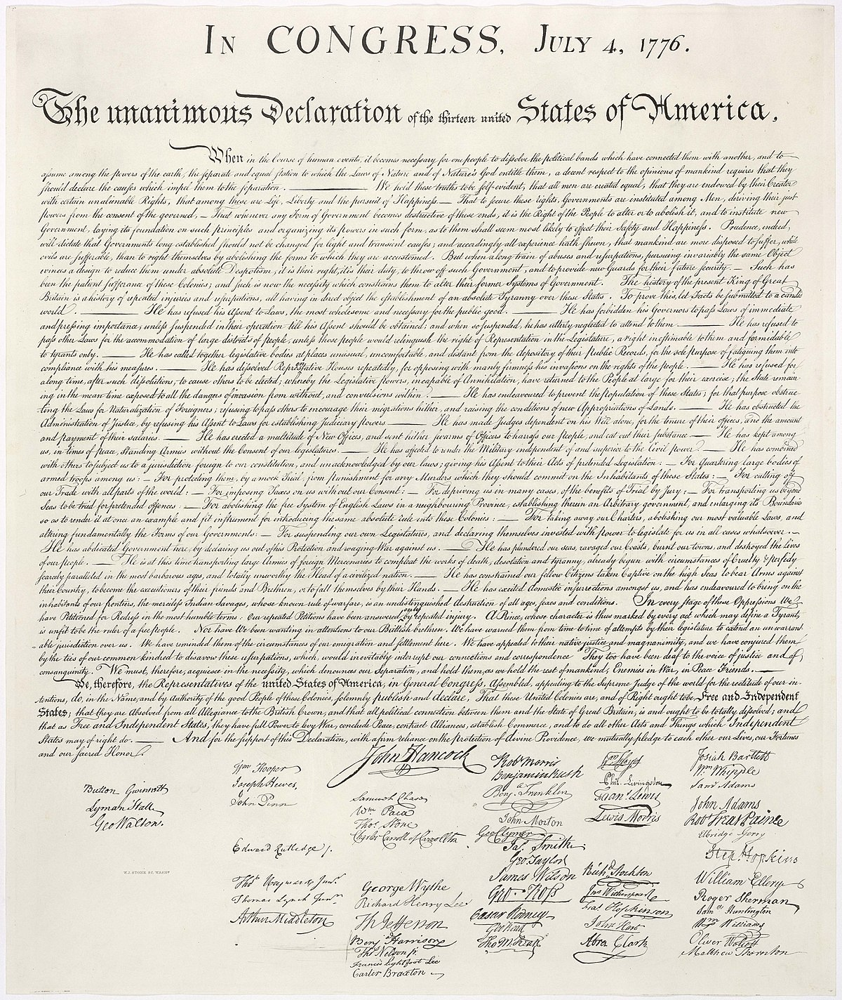 IN CONGRESS, JULY 4, 1776.
The unanimous Declaration of the thirteen united States of America,
When in the Course of human events, it becomes necessary for one people to dissolve the political bands which have connected them with another, and to
assume among the powers of the earth, the separate and equal station to which the Laws of Nature and of Nature's God entitle them, a decent respect to the opinions of mankind requires that they
should declare the causes which impel them to the separation. — We hold these truths to be self-evident, that all men are created equal, that they are endowed by their Creator
with certain unalienable Rights, that among these are Life, Liberty and the pursuit of Happiness. — That to secure these rights, Governments are instituted among Men, deriving their just
powers from the consent of the governed, — That whenever any Form of Government becomes destructive of these ends, it is the Right of the People to alter or to abolish it, and to institute new
Government, laying its foundation on such principles and organizing its powers in such form, as to them shall seem most likely to effect their Safety and Happiness. Prudence, indeed,
will dictate that Governments long established should not be changed for light and transient causes; and accordingly all experience hath shewn, that mankind are more disposed to suffer, while
evils are sufferable, than to right themselves by abolishing the forms to which they are accustomed. But when a long train of abuses and usurpations, pursuing invariably the same Object
evinces a design to reduce them under absolute Despotism, it is their right, it is their duty, to throw off such Government, and to provide new Guards for their future security. — Such has
been the patient sufferance of these Colonies; and such is now the necessity which constrains them to alter their former Systems of Government. The history of the present King of Great
Britain is a history of repeated injuries and usurpations, all having in direct object the establishment of an absolute Tyranny over these States. To prove this, let Facts be submitted to a candid
world. — He has refused his Assent to Laws, the most wholesome and necessary for the public good. — He has forbidden his Governors to pass Laws of immediate
and pressing importance, unless suspended in their operation till his Assent should be obtained; and when so suspended, he has utterly neglected to attend to them. — He has refused to
pass other Laws for the accommodation of large districts of people, unless those people would relinquish the right of Representation in the Legislature, a right inestimable to them and formidable
to tyrants only. — He has called together legislative bodies at places unusual, uncomfortable, and distant from the depository of their Public Records, for the sole purpose of fatiguing them into
compliance with his measures. — He has dissolved Representative Houses repeatedly, for opposing with manly firmness his invasions on the rights of the people. — He has refused for
a long time, after such dissolutions, to cause others to be elected; whereby the Legislative powers, incapable of Annihilation, have returned to the People at large for their exercise; the State remain
ing in the mean time exposed to all the dangers of invasion from without, and convulsions within. — He has endeavoured to prevent the population of these States; for that purpose obstruc-
ting the Laws for Naturalization of Foreigners; refusing to pass others to encourage their migrations hither, and raising the conditions of new Appropriations of Lands. — He has obstructed the
Administration of Justice, by refusing his Assent to Laws for establishing Judiciary powers. — He has made Judges dependent on his Will alone, for the tenure of their offices, and the amount
and payment of their salaries. — He has erected a multitude of New Offices, and sent hither swarms of Officers to harrass our people, and eat out their substance. — He has kept among
us, in times of peace, Standing Armies without the Consent of our legislatures. — He has affected to render the Military independent of and superior to the Civil power. — He has combined
with others to subject us to a jurisdiction foreign to our constitution, and unacknowledged by our laws; giving his Assent to their Acts of pretended Legislation: — For Quartering large bodies of
armed troops among us: — For protecting them, by a mock Trial, from punishment for any Murders which they should commit on the Inhabitants of these States: — For cutting off
our Trade with all parts of the world: — For imposing Taxes on us without our Consent: — For depriving us in many cases, of the benefits of Trial by Jury: — For transporting us beyond
Seas to be tried for pretended offences: — For abolishing the free System of English Laws in a neighbouring Province, establishing therein an Arbitrary government, and enlarging its Boundaries
so as to render it at once an example and fit instrument for introducing the same absolute rule into these Colonies: — For taking away our Charters, abolishing our most valuable Laws, and
altering fundamentally the Forms of our Governments: — For suspending our own Legislatures, and declaring themselves invested with power to legislate for us in all cases whatsoever. —
He has abdicated Government here, by declaring us out of his Protection and waging War against us. — He has plundered our seas, ravaged our Coasts, burnt our towns, and destroyed the Lives
of our people. — He is at this time transporting large Armies of foreign Mercenaries to compleat the works of death, desolation and tyranny, already begun with circumstances of Cruelty & perfidy
scarcely paralleled in the most barbarous ages, and totally unworthy the Head of a civilized nation. — He has constrained our fellow Citizens taken Captive on the high Seas to bear Arms against
their Country, to become the executioners of their friends and Brethren, or to fall themselves by their Hands. — He has excited domestic insurrections amongst us, and has endeavoured to bring on the
inhabitants of our frontiers, the merciless Indian Savages, whose known rule of warfare, is an undistinguished destruction of all ages, sexes and conditions. In every stage of these Oppressions We
have Petitioned for Redress in the most humble terms: Our repeated Petitions have been answered only by repeated injury. A Prince, whose character is thus marked by every act which may define a Tyrant,
is unfit to be the ruler of a free people. Nor have We been wanting in attentions to our Brittish brethren. We have warned them from time to time of attempts by their legislature to extend an unwarrant
able jurisdiction over us. We have reminded them of the circumstances of our emigration and settlement here. We have appealed to their native justice and magnanimity, and we have conjured them
by the ties of our common kindred to disavow these usurpations, which, would inevitably interrupt our connections and correspondence. They too have been deaf to the voice of justice and of
consanguinity. We must, therefore, acquiesce in the necessity, which denounces our Separation, and hold them, as we hold the rest of mankind, Enemies in War, in Peace Friends. —
We, therefore, the Representatives of the united States of America, in General Congress, Assembled, appealing to the Supreme Judge of the world for the rectitude of our in-
tentions, do, in the Name, and by Authority of the good People of these Colonies, solemnly publish and declare, That these United Colonies are, and of Right ought to be Free and Independent
States; that they are Absolved from all Allegiance to the British Crown, and that all political connection between them and the State of Great Britain, is and ought to be totally dissolved; and
that as Free and Independent States, they have full Power to levy War, conclude Peace, contract Alliances, establish Commerce, and to do all other Acts and Things which Independent
States may of right do. — And for the support of this Declaration, with a firm reliance on the protection of divine Providence, we mutually pledge to each other our Lives, our Fortunes
and our sacred Honor.
Button Gwinnett
Lyman Hall
Geo Walton.
Wm Hooper
Joseph Hewes,
John Penn
Edward Rutledge /.
Thos Heyward Junr.
Thomas Lynch Junr.
Arthur Middleton
John Hancock
Samuel Chase
Wm Paca
Thos. Stone
Charles Carroll of Carrollton
George Wythe
Richard Henry Lee
Th Jefferson
Benj Harrison
Thos Nelson jr.
Francis Lightfoot Lee
Carter Braxton
Robt Morris
Benjamin Rush
Benja. Franklin
John Morton
Geo Clymer
Jas. Smith
Geo. Taylor
James Wilson
Geo. Ross
Caesar Rodney
Geo Read
Tho M:Kean
Wm Floyd
Phil. Livingston
Frans. Lewis
Lewis Morris
Richd. Stockton
Jno Witherspoon
Fras. Hopkinson
John Hart
Abra Clark
Josiah Bartlett
Wm. Whipple
Saml Adams
John Adams
Robt Treat Paine
Elbridge Gerry
Step. Hopkins
William Ellery
Roger Sherman
Saml Huntington
Wm Williams
Oliver Wolcott
Matthew Thornton
W. J. STONE SC. WASHN.